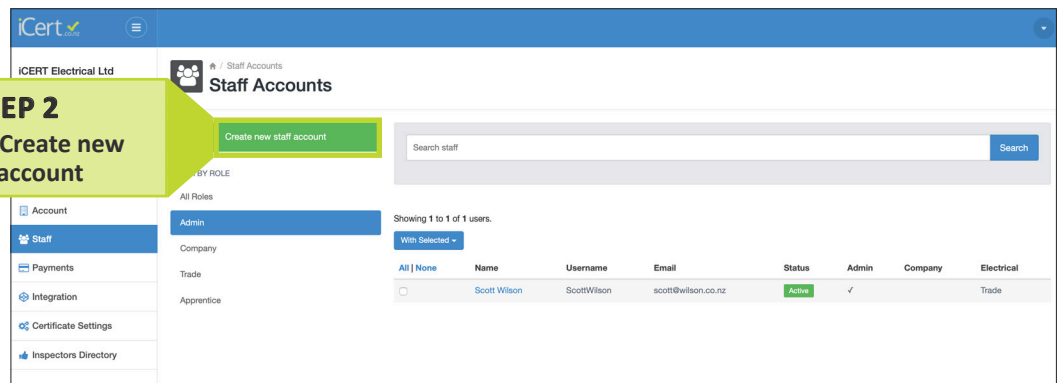 iCert.co.nz
iCERT Electrical Ltd
/ Staff Accounts
Staff Accounts
EP 2
Create new
account
Create new staff account
Search staff
Search
BY ROLE
All Roles
Admin
Company
Trade
Apprentice
Account
Staff
Payments
Integration
Certificate Settings
Inspectors Directory
Showing 1 to 1 of 1 users.
With Selected
All | None Name Username Email Status Admin Company Electrical
Scott Wilson ScottWilson scott@wilson.co.nz Active ✓ Trade